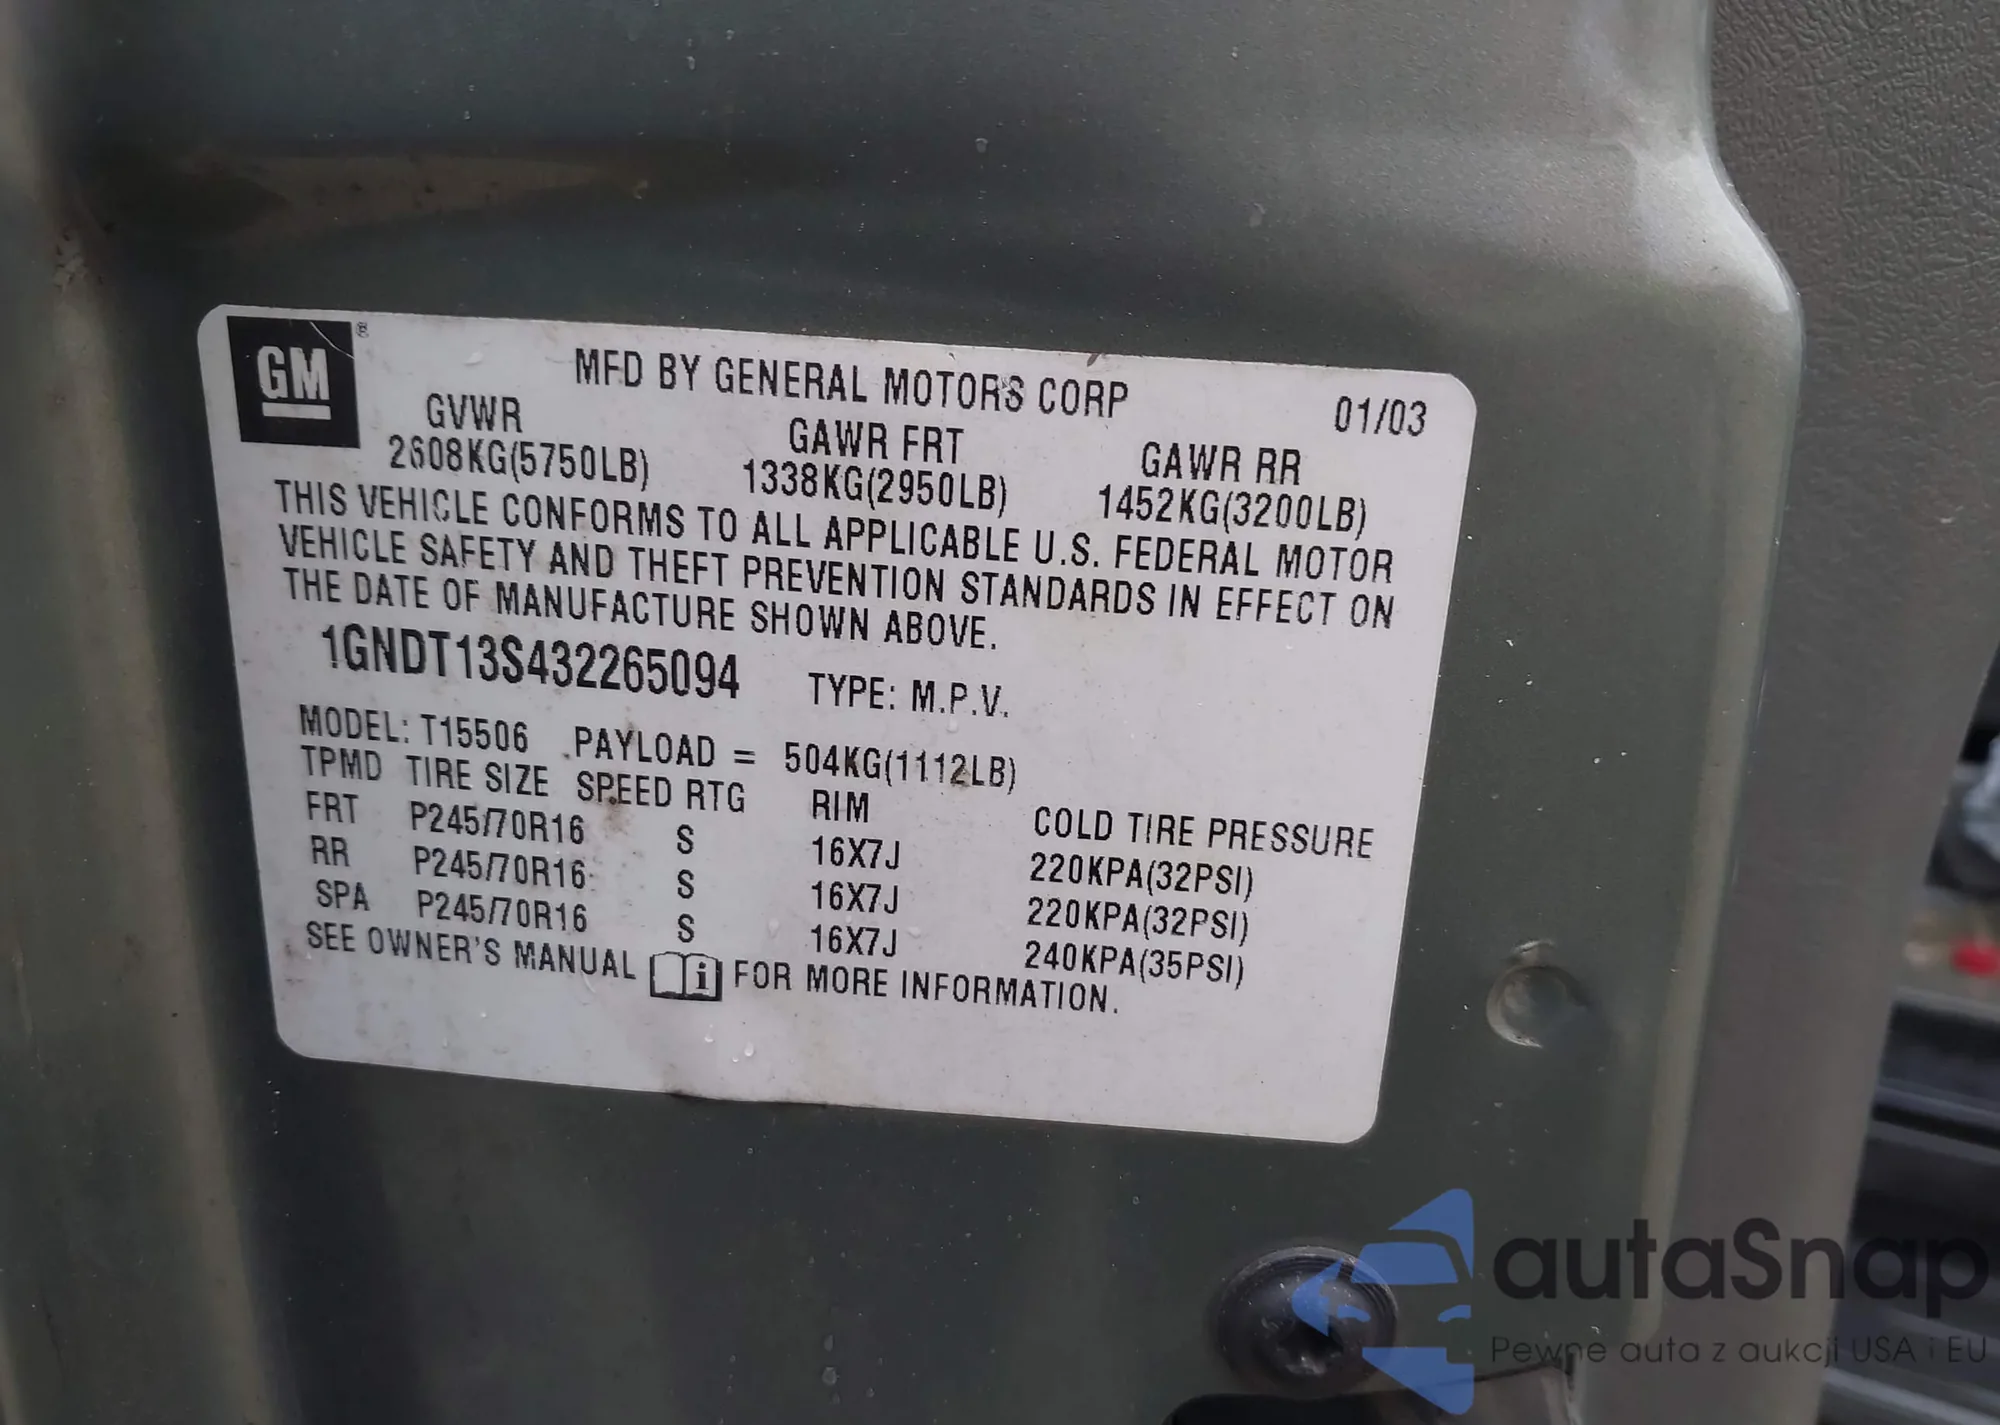 GM ®
MFD BY GENERAL MOTORS CORP 01/03
GVWR GAWR FRT GAWR RR
2608KG(5750LB) 1338KG(2950LB) 1452KG(3200LB)
THIS VEHICLE CONFORMS TO ALL APPLICABLE U.S. FEDERAL MOTOR
VEHICLE SAFETY AND THEFT PREVENTION STANDARDS IN EFFECT ON
THE DATE OF MANUFACTURE SHOWN ABOVE.
1GNDT13S432265094 TYPE: M.P.V.
MODEL: T15506 PAYLOAD = 504KG(1112LB)
TPMD TIRE SIZE SPEED RTG RIM COLD TIRE PRESSURE
FRT P245/70R16 S 16X7J 220KPA(32PSI)
RR P245/70R16 S 16X7J 220KPA(32PSI)
SPA P245/70R16 S 16X7J 240KPA(35PSI)
SEE OWNER'S MANUAL i FOR MORE INFORMATION.
autaSnap
Pewne auta z aukcji USA i EU